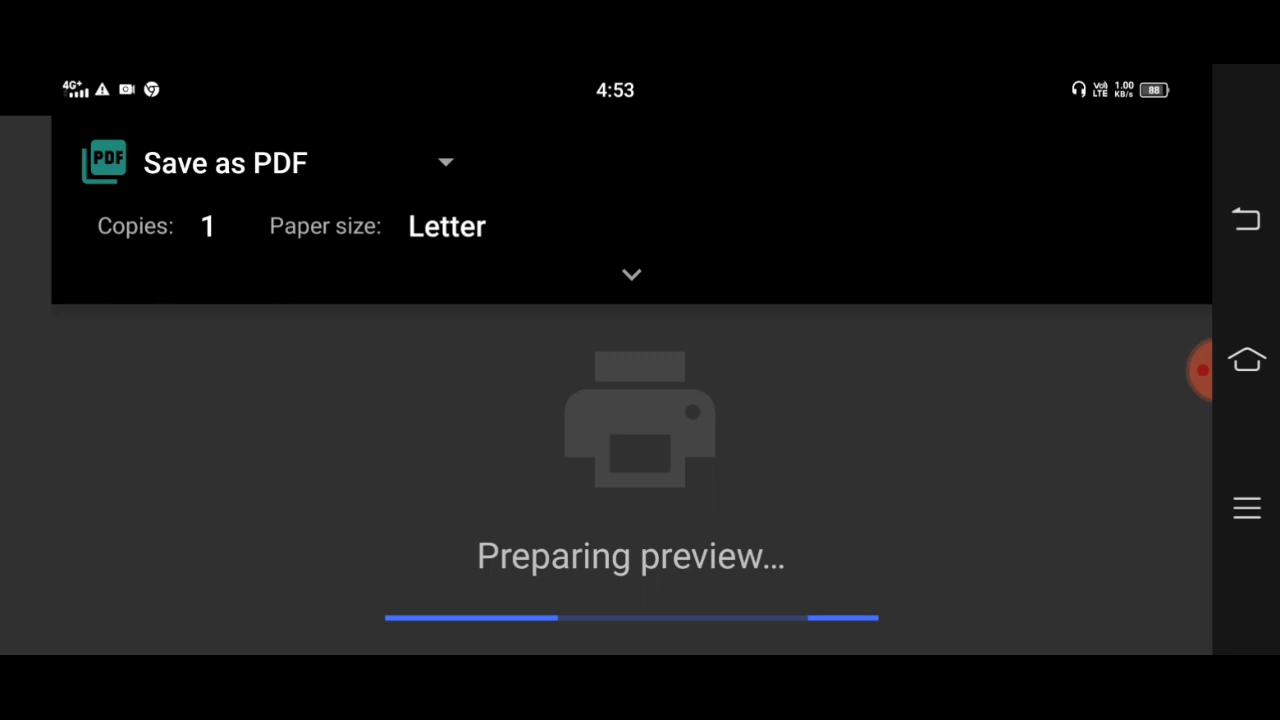 4G+ 4:53 Vo) LTE 1.00 KB/s 88
PDF Save as PDF
Copies: 1 Paper size: Letter
Preparing preview...